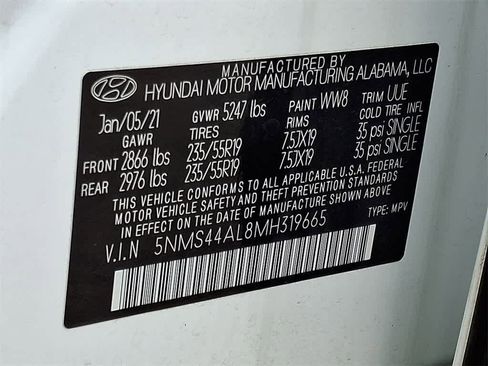 MANUFACTURED BY
HYUNDAI MOTOR MANUFACTURING ALABAMA, LLC
Jan/05/21 GVWR 5247 lbs PAINT WW8 TRIM UUE
GAWR TIRES RIMS COLD TIRE INFL
FRONT 2866 lbs 235/55R19 7.5JX19 35 psi SINGLE
REAR 2976 lbs 235/55R19 7.5JX19 35 psi SINGLE
THIS VEHICLE CONFORMS TO ALL APPLICABLE U.S.A. FEDERAL
MOTOR VEHICLE SAFETY AND THEFT PREVENTION STANDARDS
IN EFFECT ON THE DATE OF MANUFACTURE SHOWN ABOVE
V.I.N 5NMS44AL8MH319665 TYPE: MPV